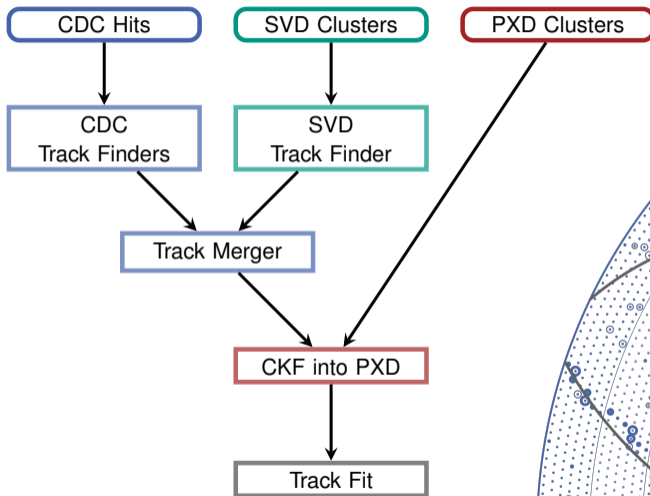 CDC Hits
SVD Clusters
PXD Clusters
CDC
Track Finders
SVD
Track Finder
Track Merger
CKF into PXD
Track Fit